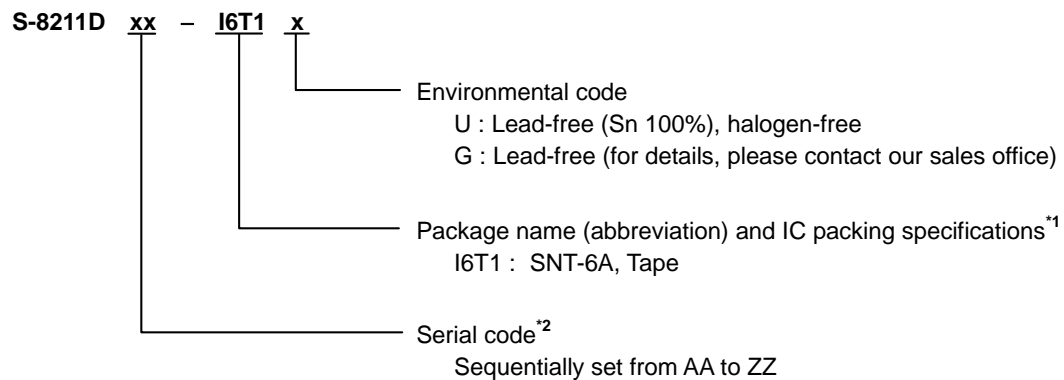 S-8211D xx – I6T1 x
Environmental code
U : Lead-free (Sn 100%), halogen-free
G : Lead-free (for details, please contact our sales office)
Package name (abbreviation) and IC packing specifications*1
I6T1 : SNT-6A, Tape
Serial code*2
Sequentially set from AA to ZZ